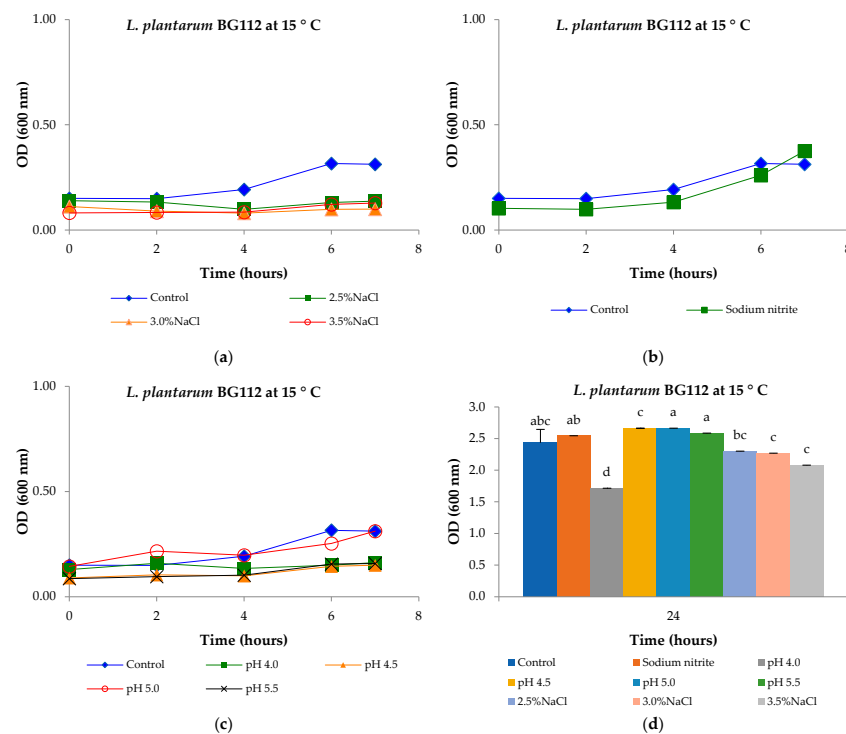 L. plantarum BG112 at 15 ° C
1.00
0.50
0.00
OD (600 nm)
0 2 4 6 8
Time (hours)
Control 2.5%NaCl
3.0%NaCl 3.5%NaCl
(a)
L. plantarum BG112 at 15 ° C
1.00
0.50
0.00
OD (600 nm)
0 2 4 6 8
Time (hours)
Control Sodium nitrite
(b)
L. plantarum BG112 at 15 ° C
1.00
0.50
0.00
OD (600 nm)
0 2 4 6 8
Time (hours)
Control pH 4.0 pH 4.5
pH 5.0 pH 5.5
(c)
L. plantarum BG112 at 15 ° C
3.0
2.5
2.0
1.5
1.0
0.5
0.0
OD (600 nm)
abc ab d c a a bc c c
24
Time (hours)
Control Sodium nitrite pH 4.0
pH 4.5 pH 5.0 pH 5.5
2.5%NaCl 3.0%NaCl 3.5%NaCl
(d)